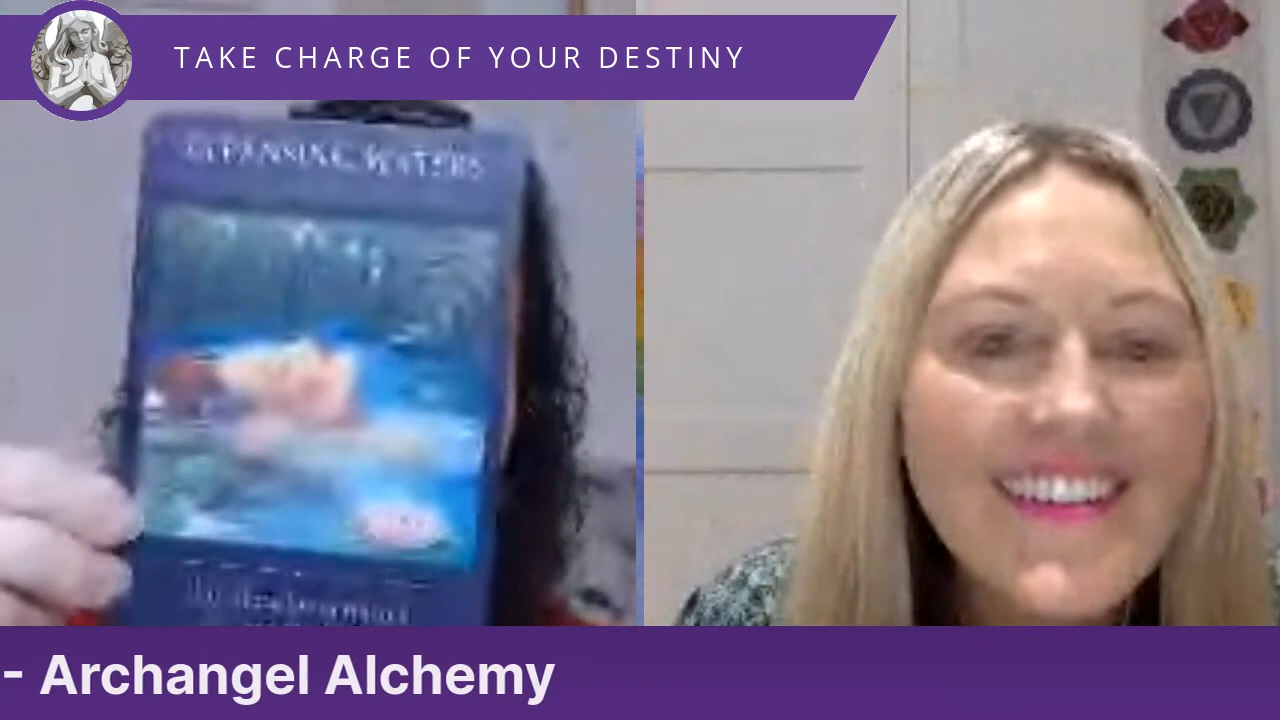 TAKE CHARGE OF YOUR DESTINY
CLEANSING WATERS
- Archangel Alchemy